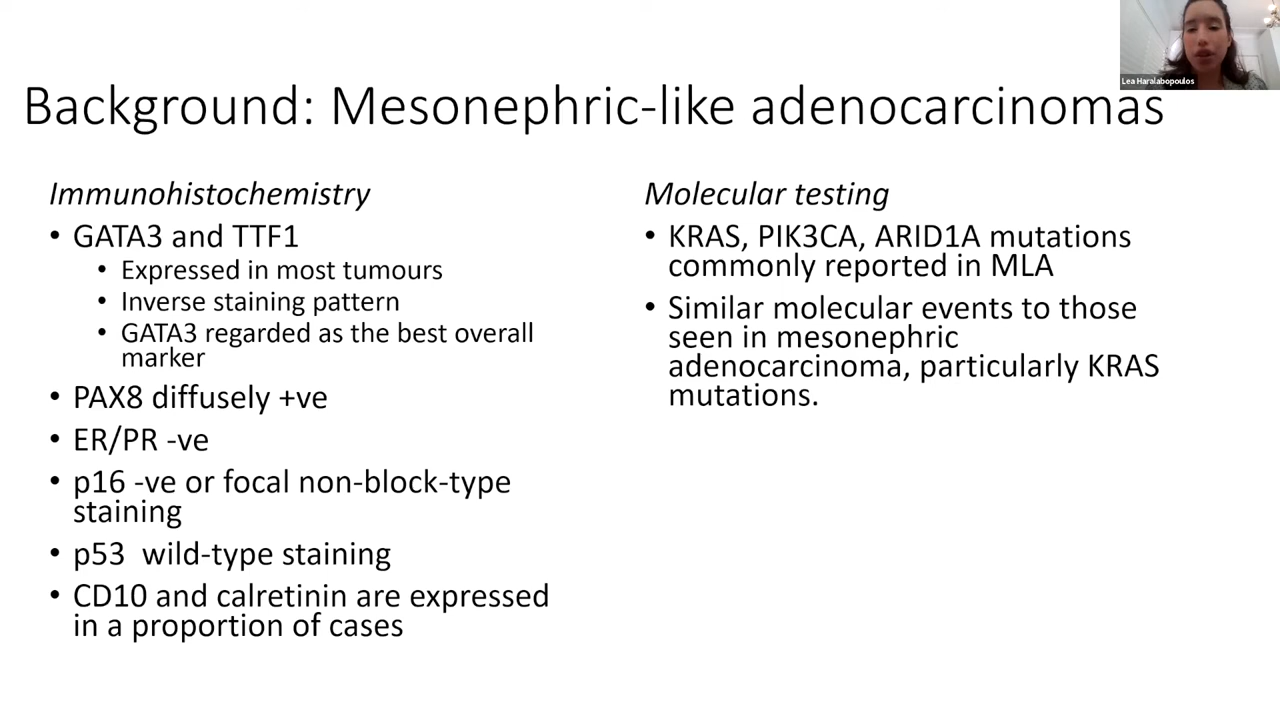 Lea Haralabopoulos
Background: Mesonephric-like adenocarcinomas
Immunohistochemistry
• GATA3 and TTF1
• Expressed in most tumours
• Inverse staining pattern
• GATA3 regarded as the best overall
marker
• PAX8 diffusely +ve
• ER/PR -ve
• p16 -ve or focal non-block-type
staining
• p53  wild-type staining
• CD10 and calretinin are expressed
in a proportion of cases
Molecular testing
• KRAS, PIK3CA, ARID1A mutations
commonly reported in MLA
• Similar molecular events to those
seen in mesonephric
adenocarcinoma, particularly KRAS
mutations.